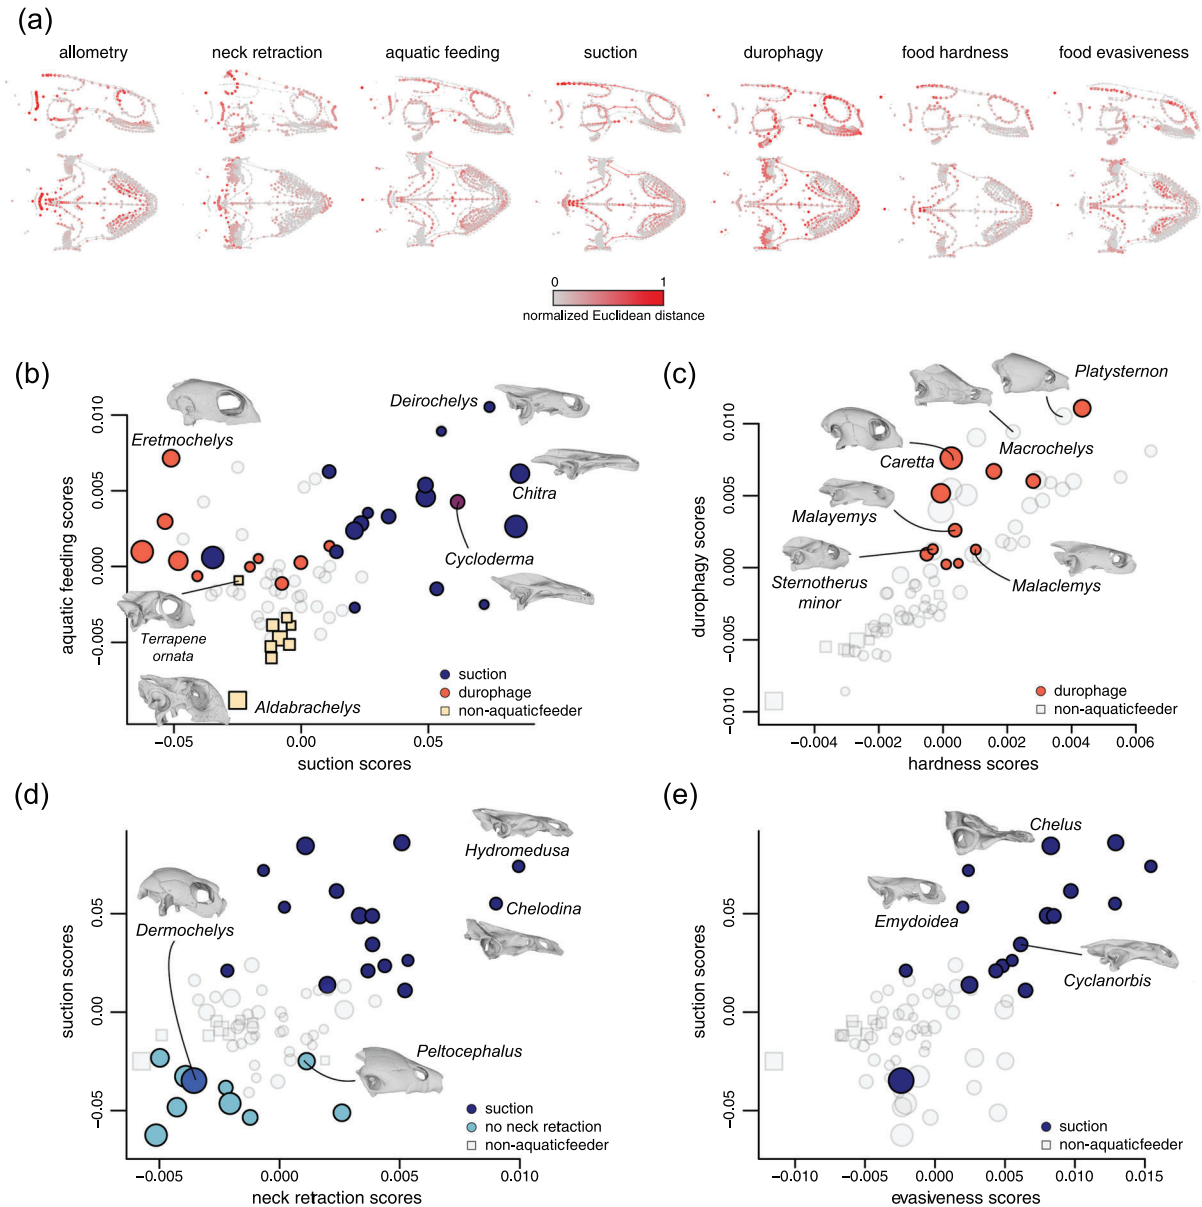 (a)
allometry
neck retraction
aquatic feeding
suction
durophagy
food hardness
food evasiveness
0
1
normalized Euclidean distance
(b)
aquatic feeding scores
0.010
0.005
0.000
−0.005
Eretmochelys
Deirochelys
Chitra
Cycloderma
Terrapene
ornata
Aldabrachelys
suction
durophage
non-aquaticfeeder
−0.05
0.00
0.05
suction scores
(c)
durophagy scores
0.010
0.005
0.000
−0.005
−0.010
Platysternon
Macrochelys
Caretta
Malayemys
Sternotherus
minor
Malaclemys
durophage
non-aquaticfeeder
−0.004
−0.002
0.000
0.002
0.004
0.006
hardness scores
(d)
suction scores
0.05
0.00
−0.05
Hydromedusa
Dermochelys
Chelodina
Peltocephalus
suction
no neck retaction
non-aquaticfeeder
−0.005
0.000
0.005
0.010
neck retraction scores
(e)
suction scores
0.05
0.00
−0.05
Chelus
Emydoidea
Cyclanorbis
suction
non-aquaticfeeder
−0.010
−0.005
0.000
0.005
0.010
0.015
evasiveness scores